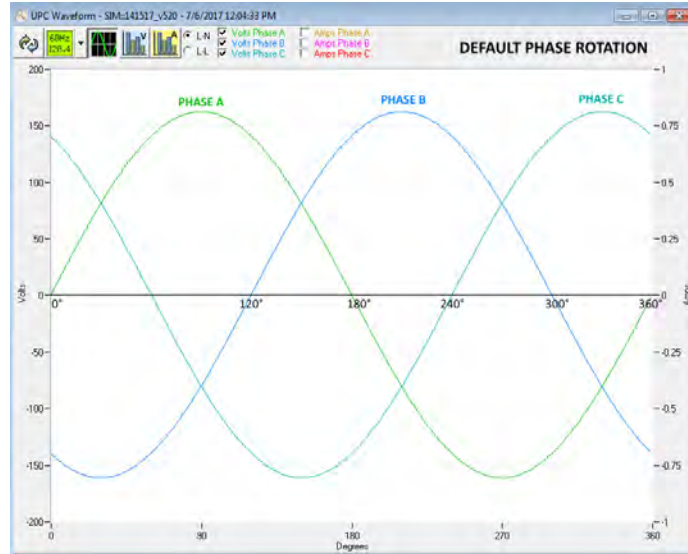 UPC Waveform - SIM:141517_v520 - 7/6/2017 12:04:33 PM
60Hz
120.4
V
A
L-N
L-L
Volts Phase A
Volts Phase B
Volts Phase C
Amps Phase A
Amps Phase B
Amps Phase C
DEFAULT PHASE ROTATION
PHASE A
PHASE B
PHASE C
200
150
100
50
0
-50
-100
-150
-200
Volts
1
0.75
0.5
0.25
0
-0.25
-0.5
-0.75
-1
0°
120°
180°
240°
300°
360°
0
90
180
270
360
Degrees